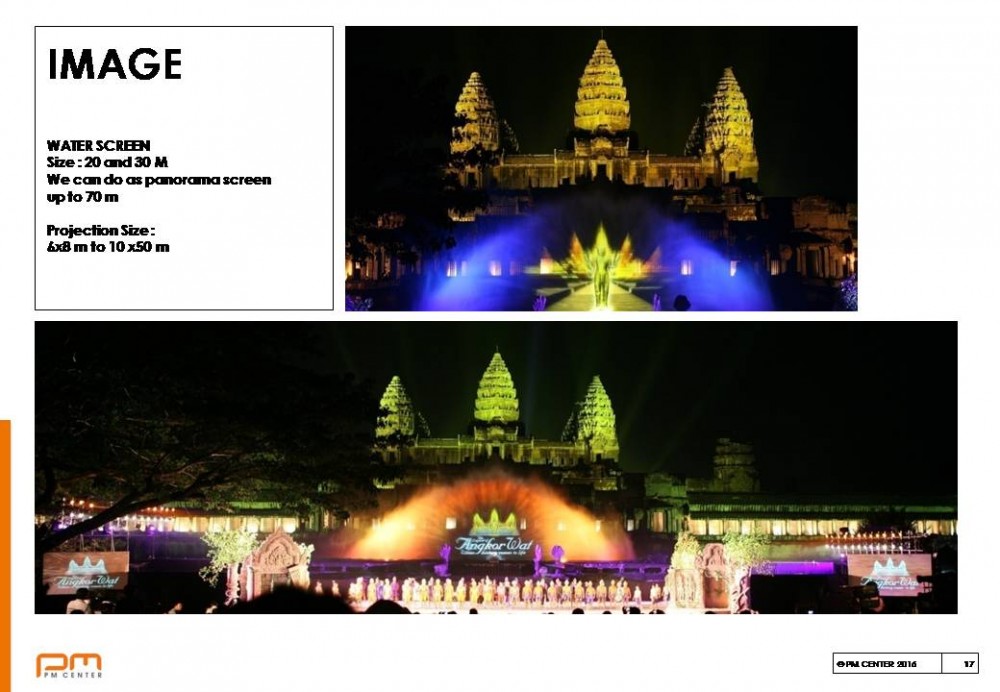 IMAGE
WATER SCREEN
Size : 20 and 30 M
We can do as panorama screen
up to 70 m
Projection Size :
6x8 m to 10 x50 m
Angkor Wat
Angkor Wat
Angkor Wat
pm
PM CENTER
© PM CENTER 2016
17